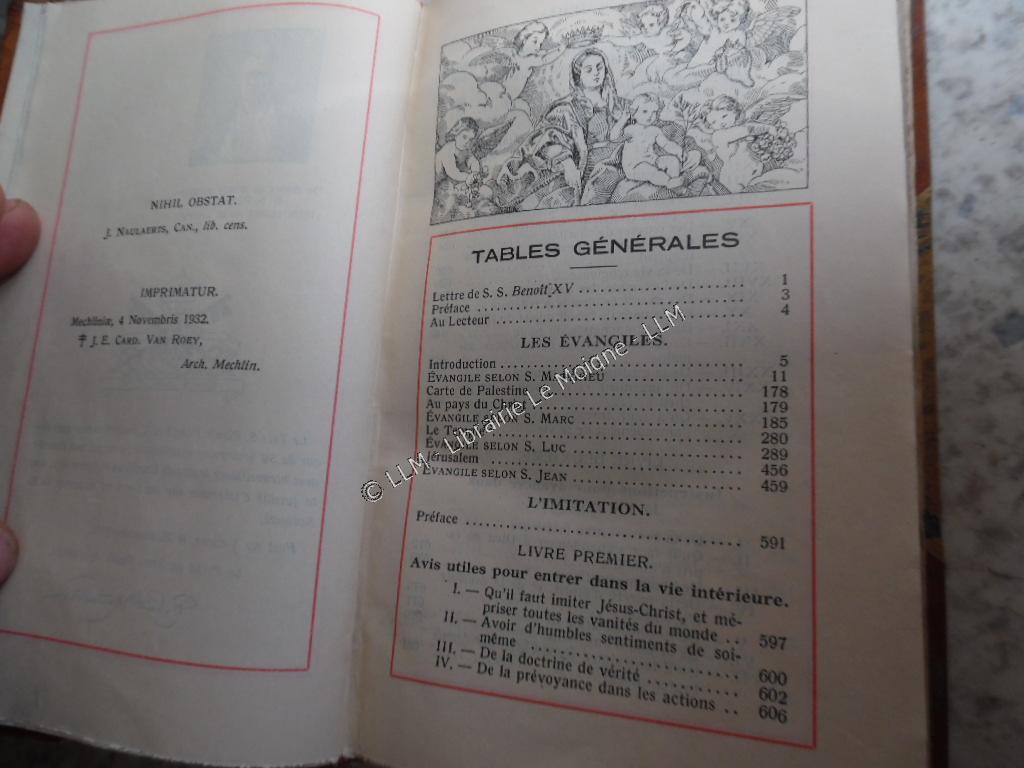 NIHIL OBSTAT.
J. NAULAERTS, CAN., lib. cens.
IMPRIMATUR.
Mechliniæ, 4 Novembris 1932.
† J. E. CARD. VAN ROEY,
Arch. Mechlin.
TABLES GÉNÉRALES
Lettre de S. S. Benoît XV 1
Préface 3
Au Lecteur 4
LES ÉVANGILES.
Introduction 5
ÉVANGILE SELON S. 11
Carte de Palestine 178
Au pays du Christ 179
ÉVANGILE SELON S. MARC 185
Le 280
ÉVANGILE SELON S. LUC 289
Jérusalem 456
ÉVANGILE SELON S. JEAN 459
L'IMITATION.
Préface 591
LIVRE PREMIER.
Avis utiles pour entrer dans la vie intérieure.
I. — Qu'il faut imiter Jésus-Christ, et mé-
priser toutes les vanités du monde .. 597
II. — Avoir d'humbles sentiments de soi-
même 600
III. — De la doctrine de vérité 602
IV. — De la prévoyance dans les actions .. 606
© LLM - Librairie Le Moigne - LLM